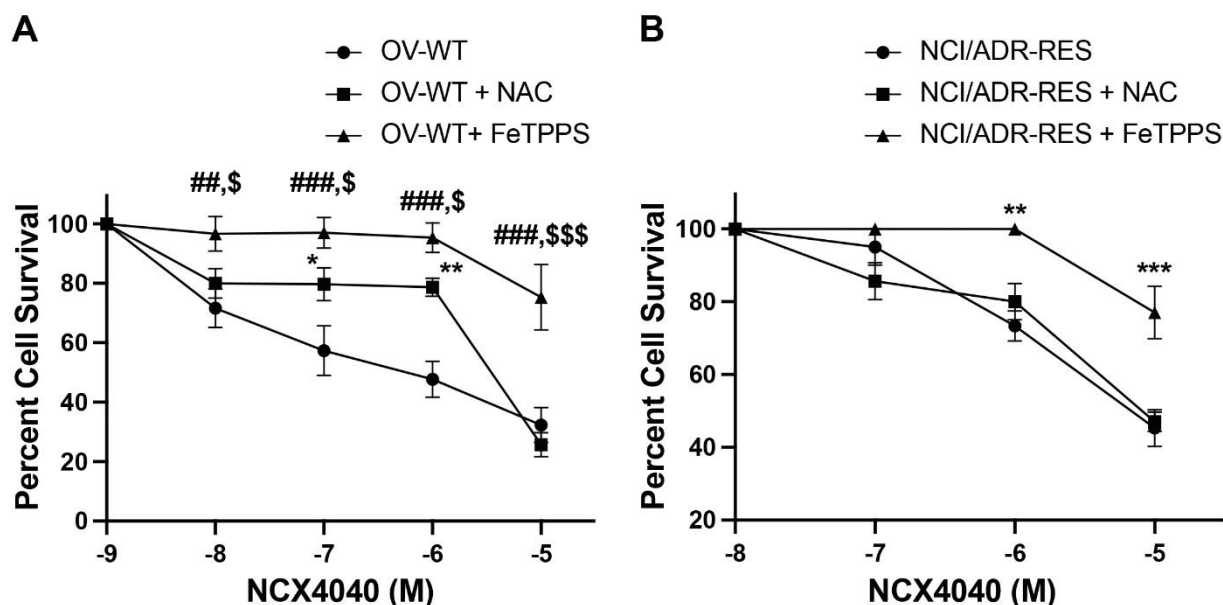 A
OV-WT
OV-WT + NAC
OV-WT+ FeTPPS
##,$
###,$
###,$
###,$$$
*
**
100
80
60
40
20
0
Percent Cell Survival
-9
-8
-7
-6
-5
NCX4040 (M)
B
NCI/ADR-RES
NCI/ADR-RES + NAC
NCI/ADR-RES + FeTPPS
**
***
100
80
60
40
20
Percent Cell Survival
-8
-7
-6
-5
NCX4040 (M)